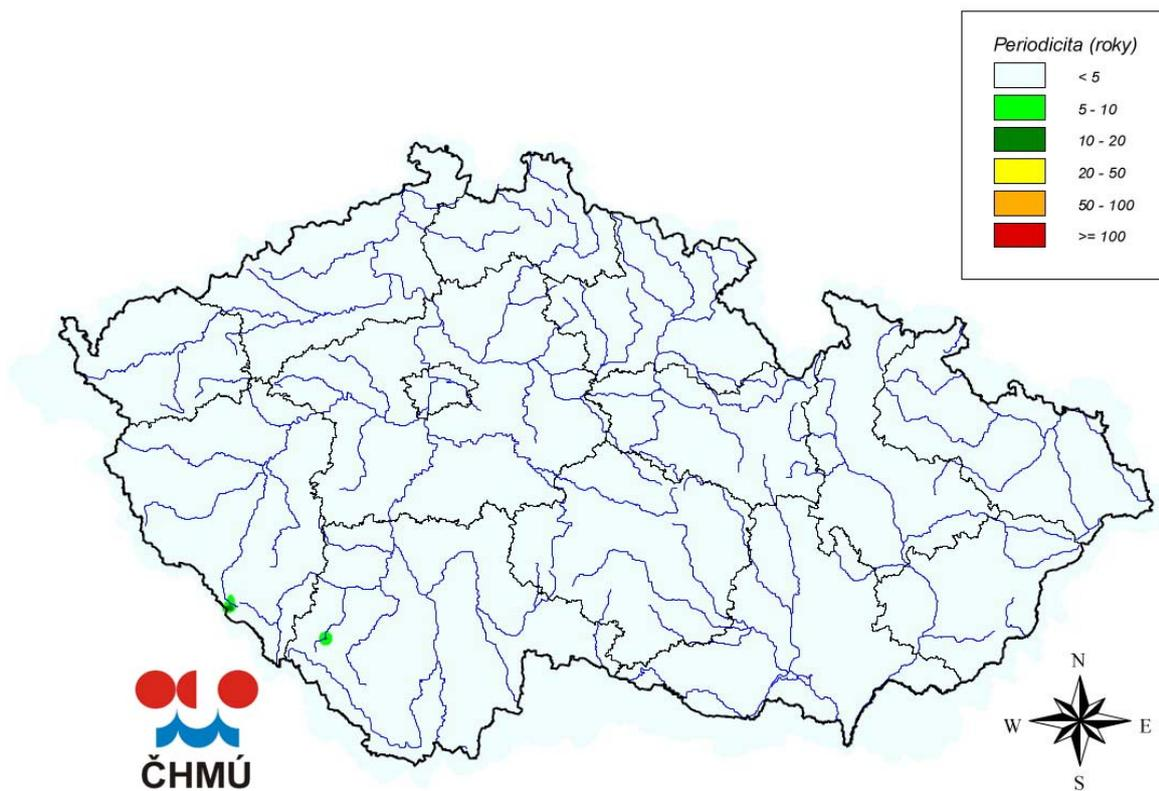 Periodicita (roky)
< 5
5 - 10
10 - 20
20 - 50
50 - 100
>= 100
N
W E
S
ČHMÚ